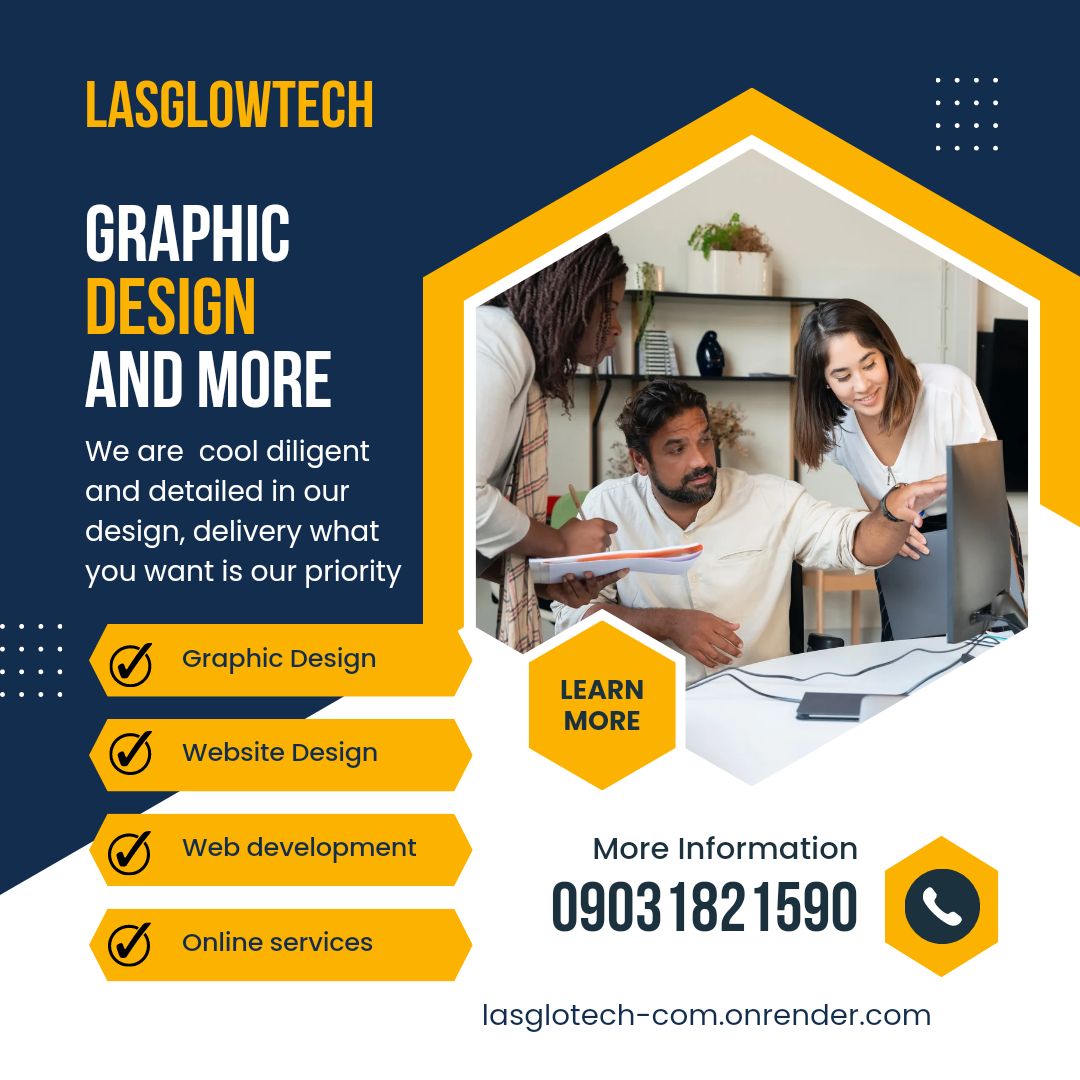 LASGLOWTECH
GRAPHIC
DESIGN
AND MORE
We are  cool diligent
and detailed in our
design, delivery what
you want is our priority
Graphic Design
Website Design
Web development
Online services
LEARN
MORE
More Information
09031821590
lasglotech-com.onrender.com